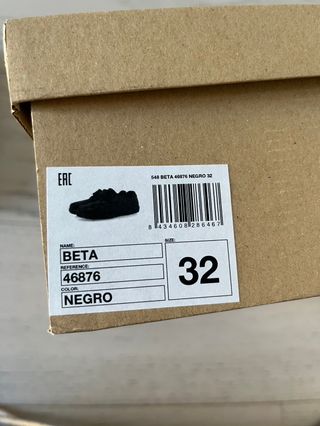 EAC
548 BETA 46876 NEGRO 32
8 434608 286467
NAME:
BETA
REFERENCE:
46876
COLOR:
NEGRO
SIZE:
32